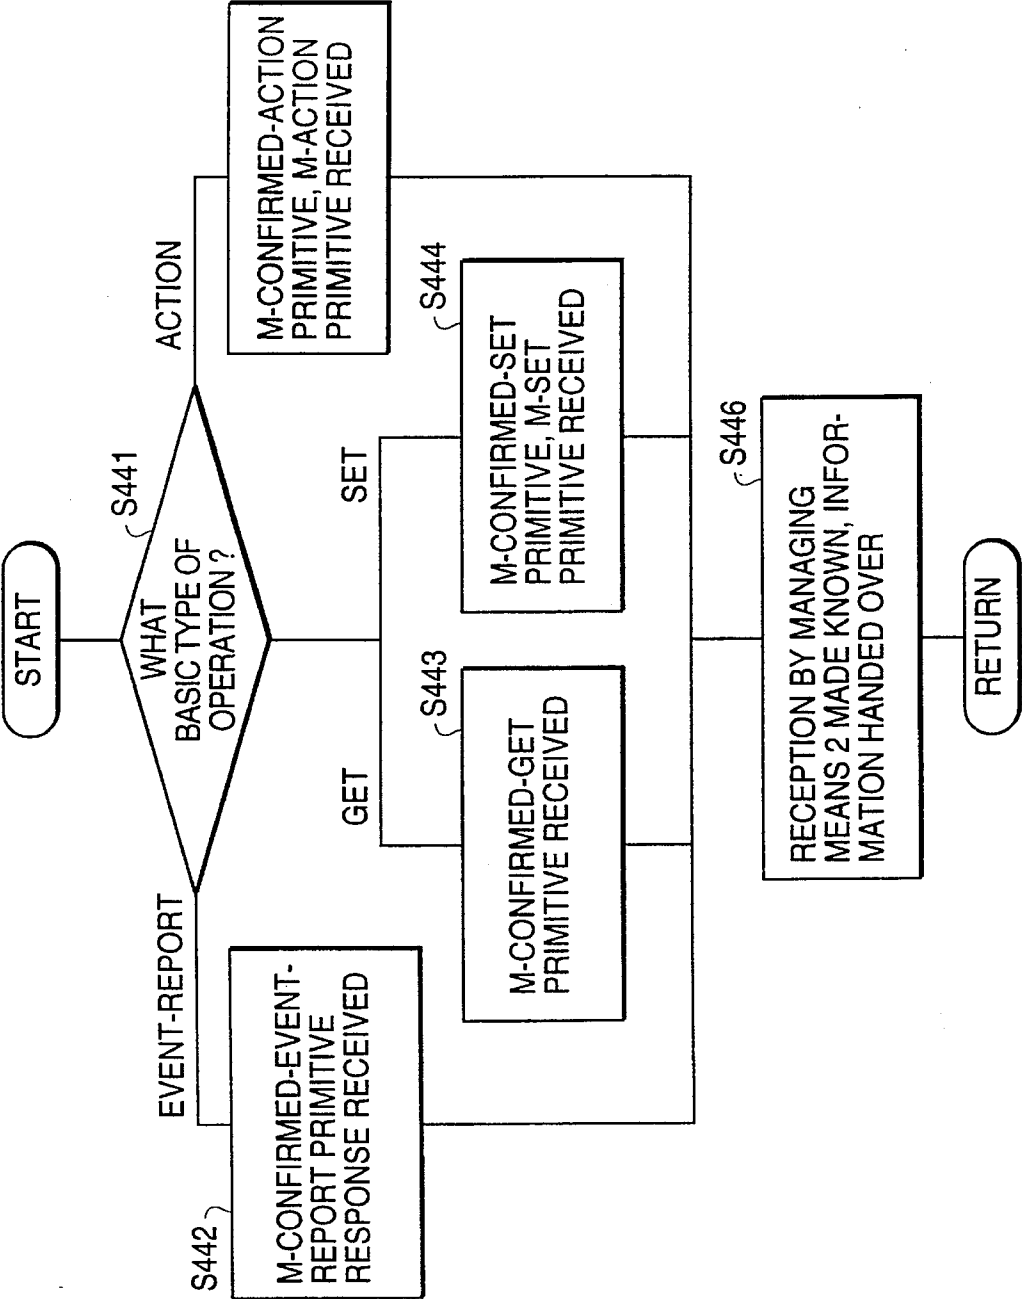 START
S441
WHAT
BASIC TYPE OF
OPERATION ?
EVENT-REPORT
ACTION
S442
M-CONFIRMED-EVENT-
REPORT PRIMITIVE
RESPONSE RECEIVED
M-CONFIRMED-ACTION
PRIMITIVE, M-ACTION
PRIMITIVE RECEIVED
GET
SET
S443
M-CONFIRMED-GET
PRIMITIVE RECEIVED
S444
M-CONFIRMED-SET
PRIMITIVE, M-SET
PRIMITIVE RECEIVED
S446
RECEPTION BY MANAGING
MEANS 2 MADE KNOWN, INFOR-
MATION HANDED OVER
RETURN